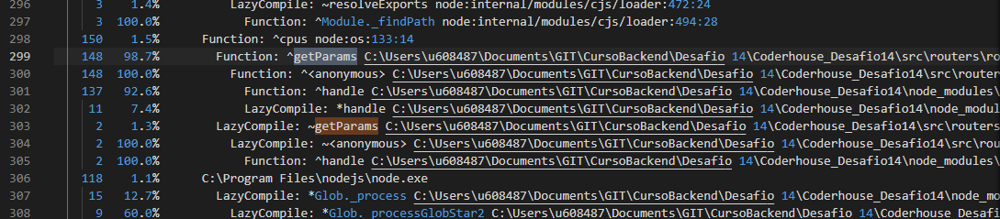 296 3 1.4% LazyCompile: ~resolveExports node:internal/modules/cjs/loader:472:24
297 3 100.0% Function: ^Module._findPath node:internal/modules/cjs/loader:494:28
298 150 1.5% Function: ^cpus node:os:133:14
299 148 98.7% Function: ^getParams C:\Users\u608487\Documents\GIT\CursoBackend\Desafio 14\Coderhouse_Desafio14\src\routers\ro
300 148 100.0% Function: ^<anonymous> C:\Users\u608487\Documents\GIT\CursoBackend\Desafio 14\Coderhouse_Desafio14\src\route
301 137 92.6% Function: ^handle C:\Users\u608487\Documents\GIT\CursoBackend\Desafio 14\Coderhouse_Desafio14\node_modules\
302 11 7.4% LazyCompile: *handle C:\Users\u608487\Documents\GIT\CursoBackend\Desafio 14\Coderhouse_Desafio14\node_modul
303 2 1.3% LazyCompile: ~getParams C:\Users\u608487\Documents\GIT\CursoBackend\Desafio 14\Coderhouse_Desafio14\src\routers
304 2 100.0% LazyCompile: ~<anonymous> C:\Users\u608487\Documents\GIT\CursoBackend\Desafio 14\Coderhouse_Desafio14\src\rou
305 2 100.0% Function: ^handle C:\Users\u608487\Documents\GIT\CursoBackend\Desafio 14\Coderhouse_Desafio14\node_modules\
306 118 1.1% C:\Program Files\nodejs\node.exe
307 15 12.7% LazyCompile: *Glob._process C:\Users\u608487\Documents\GIT\CursoBackend\Desafio 14\Coderhouse_Desafio14\node_mo
308 9 60.0% LazyCompile: *Glob._processGlobStar2 C:\Users\u608487\Documents\GIT\CursoBackend\Desafio 14\Coderhouse_Desafi